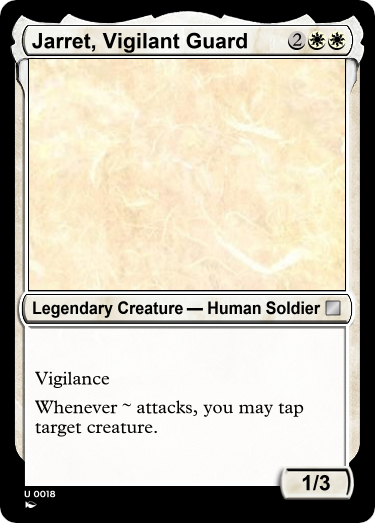 Jarret, Vigilant Guard 2
Legendary Creature — Human Soldier
Vigilance
Whenever ~ attacks, you may tap
target creature.
1/3
U 0018